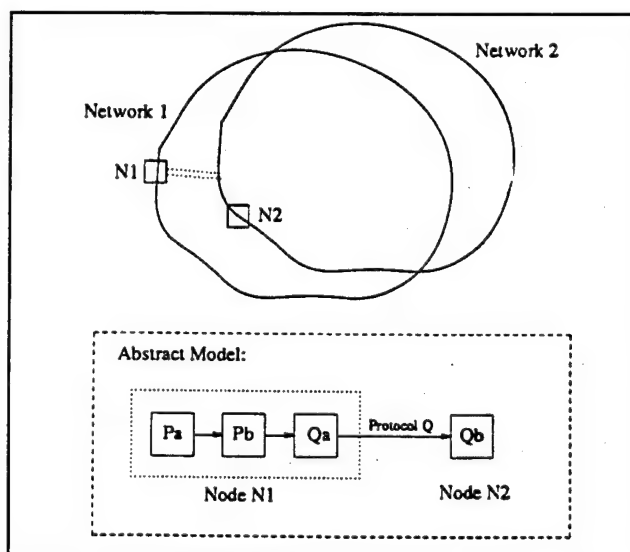 Network 2
Network 1
N1
N2
Abstract Model:
Pa Pb Qa Protocol Q Qb
Node N1 Node N2